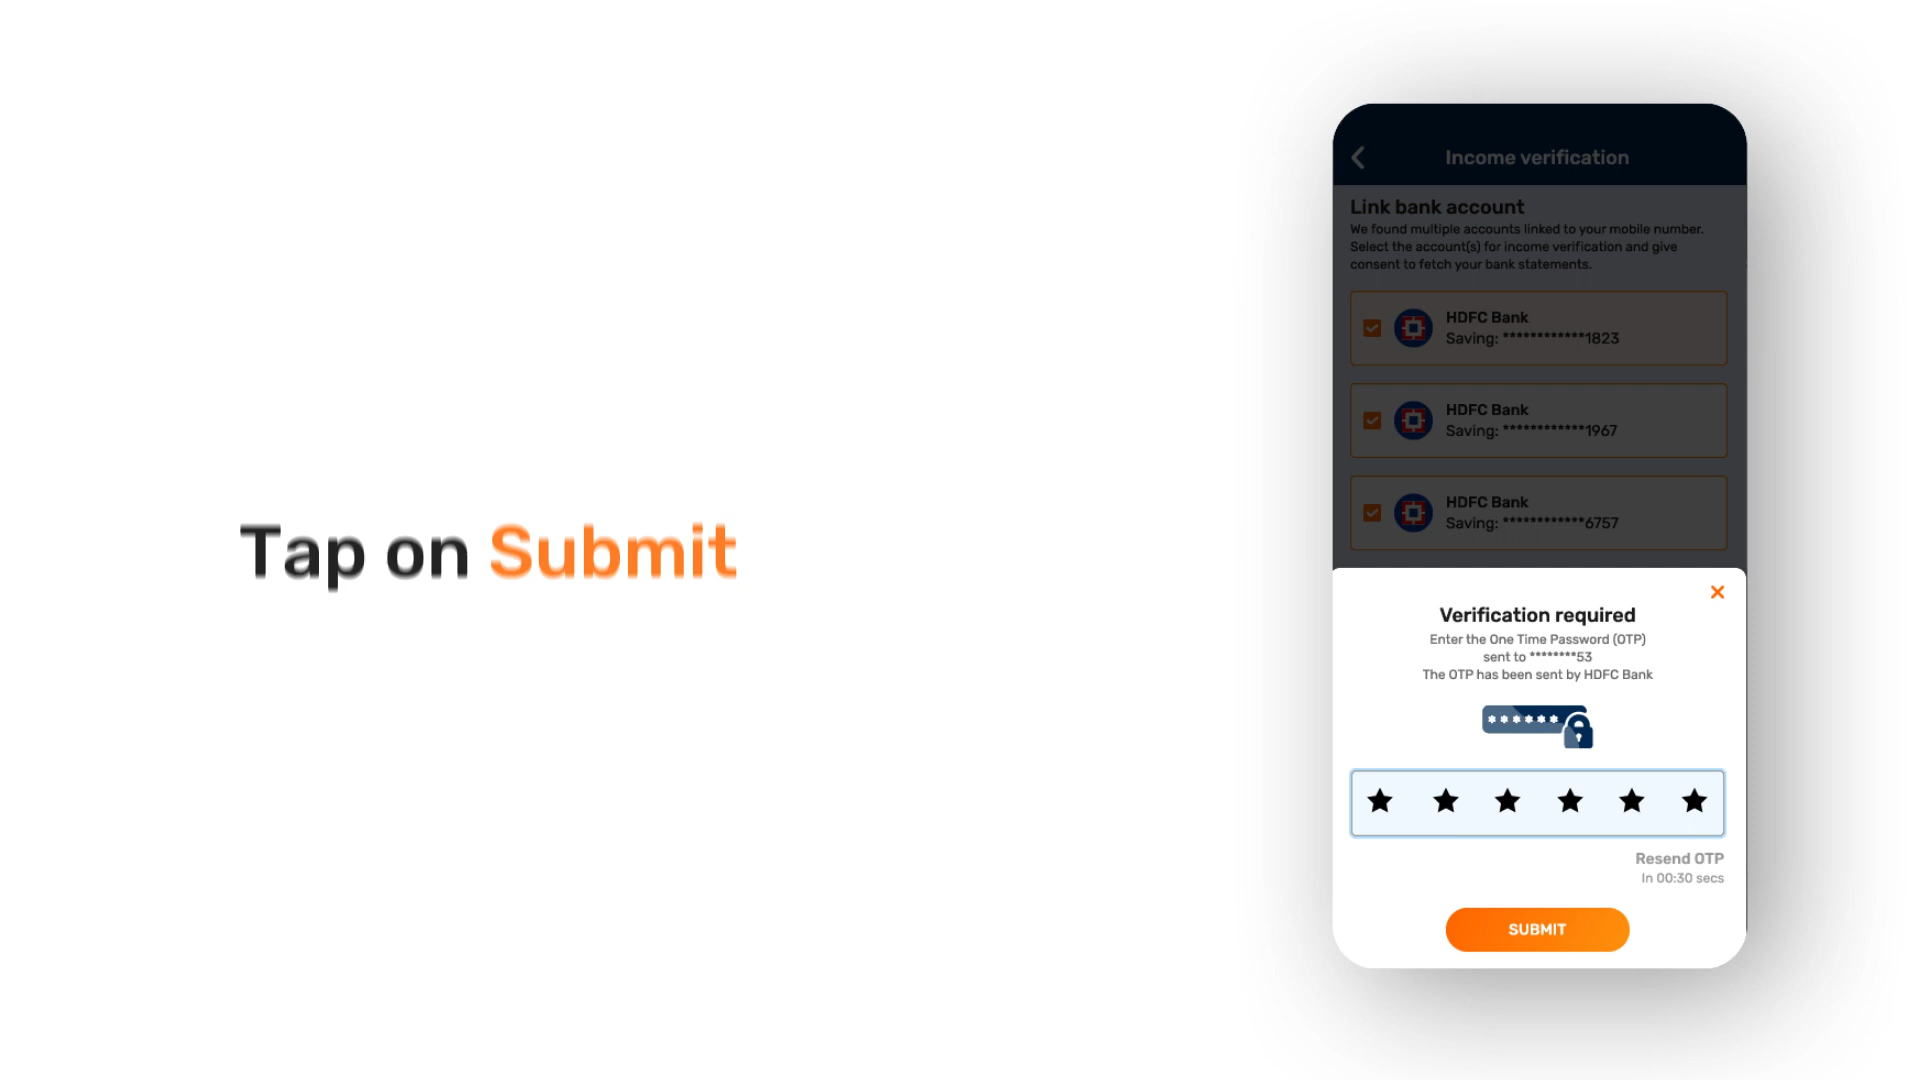 Tap on Submit
Income verification
Link bank account
We found multiple accounts linked to your mobile number.
Select the account(s) for income verification and give
consent to fetch your bank statements.
HDFC Bank
Saving: ************1823
HDFC Bank
Saving: ************1967
HDFC Bank
Saving: ************6757
Verification required
Enter the One Time Password (OTP)
sent to ********53
The OTP has been sent by HDFC Bank
******
★ ★ ★ ★ ★ ★
Resend OTP
In 00:30 secs
SUBMIT